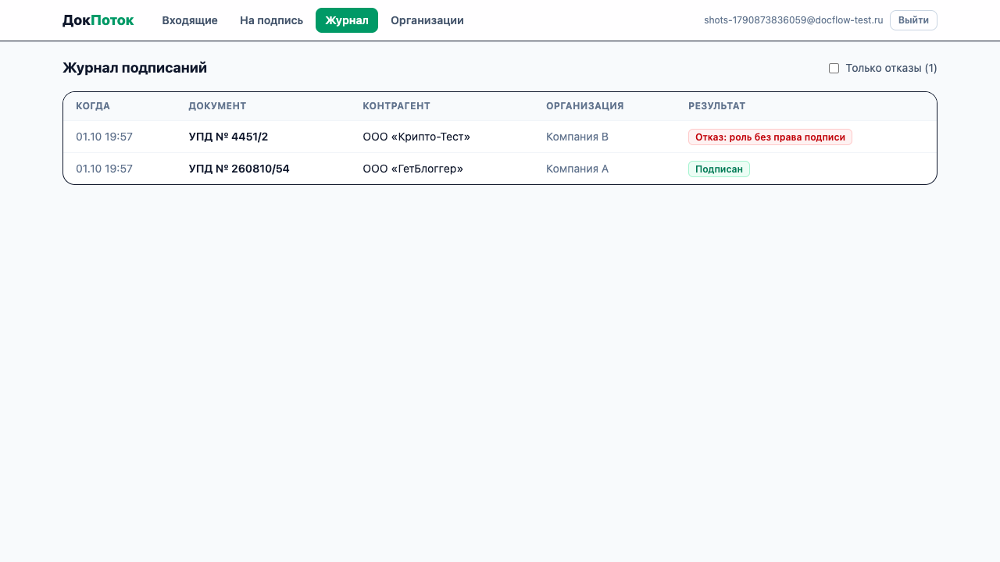 ДокПоток Входящие На подпись Журнал Организации shots-1790873836059@docflow-test.ru Выйти
Журнал подписаний Только отказы (1)
КОГДА ДОКУМЕНТ КОНТРАГЕНТ ОРГАНИЗАЦИЯ РЕЗУЛЬТАТ
01.10 19:57 УПД № 4451/2 ООО «Крипто-Тест» Компания В Отказ: роль без права подписи
01.10 19:57 УПД № 260810/54 ООО «ГетБлоггер» Компания А Подписан